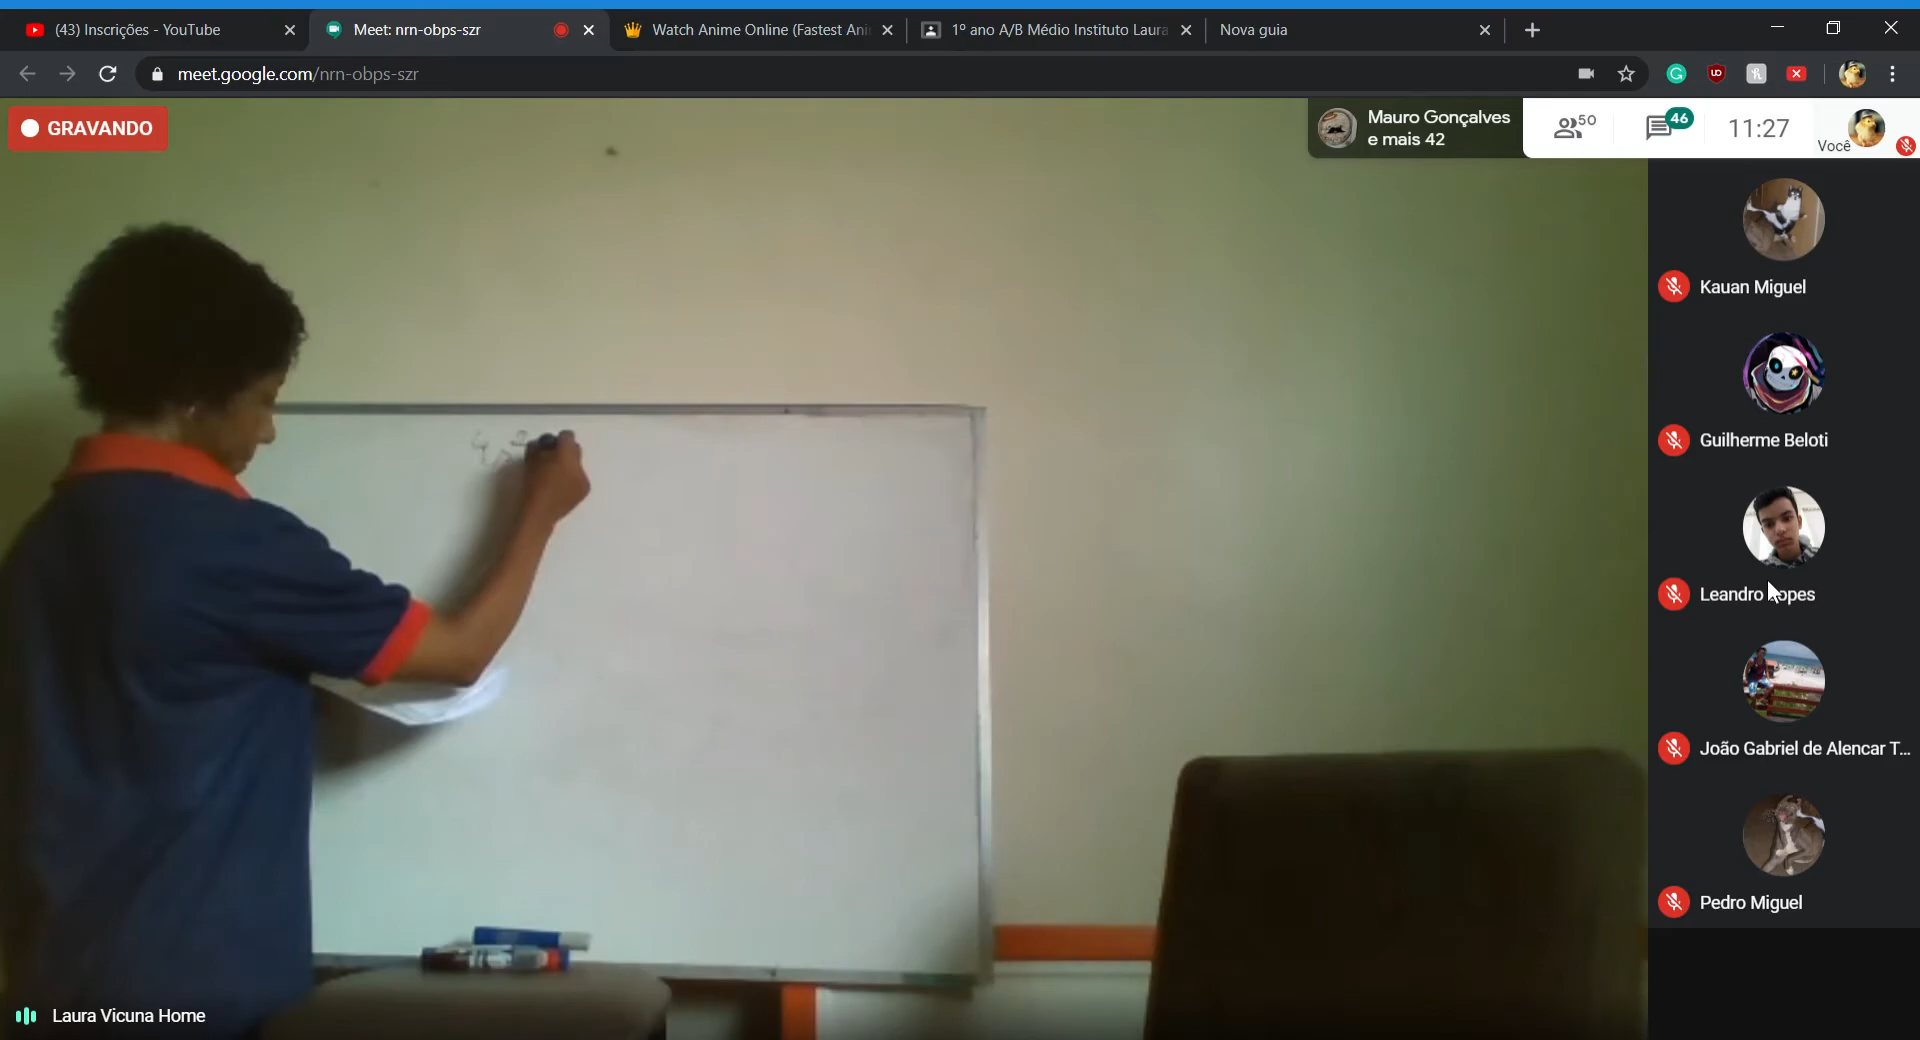 (43) Inscrições - YouTube
Meet: nrn-obps-szr
Watch Anime Online (Fastest Ani
1º ano A/B Médio Instituto Laura
Nova guia
meet.google.com/nrn-obps-szr
GRAVANDO
Mauro Gonçalves
e mais 42
50
46
11:27
Você
Kauan Miguel
Guilherme Beloti
Leandro Lopes
João Gabriel de Alencar T...
Pedro Miguel
Laura Vicuna Home